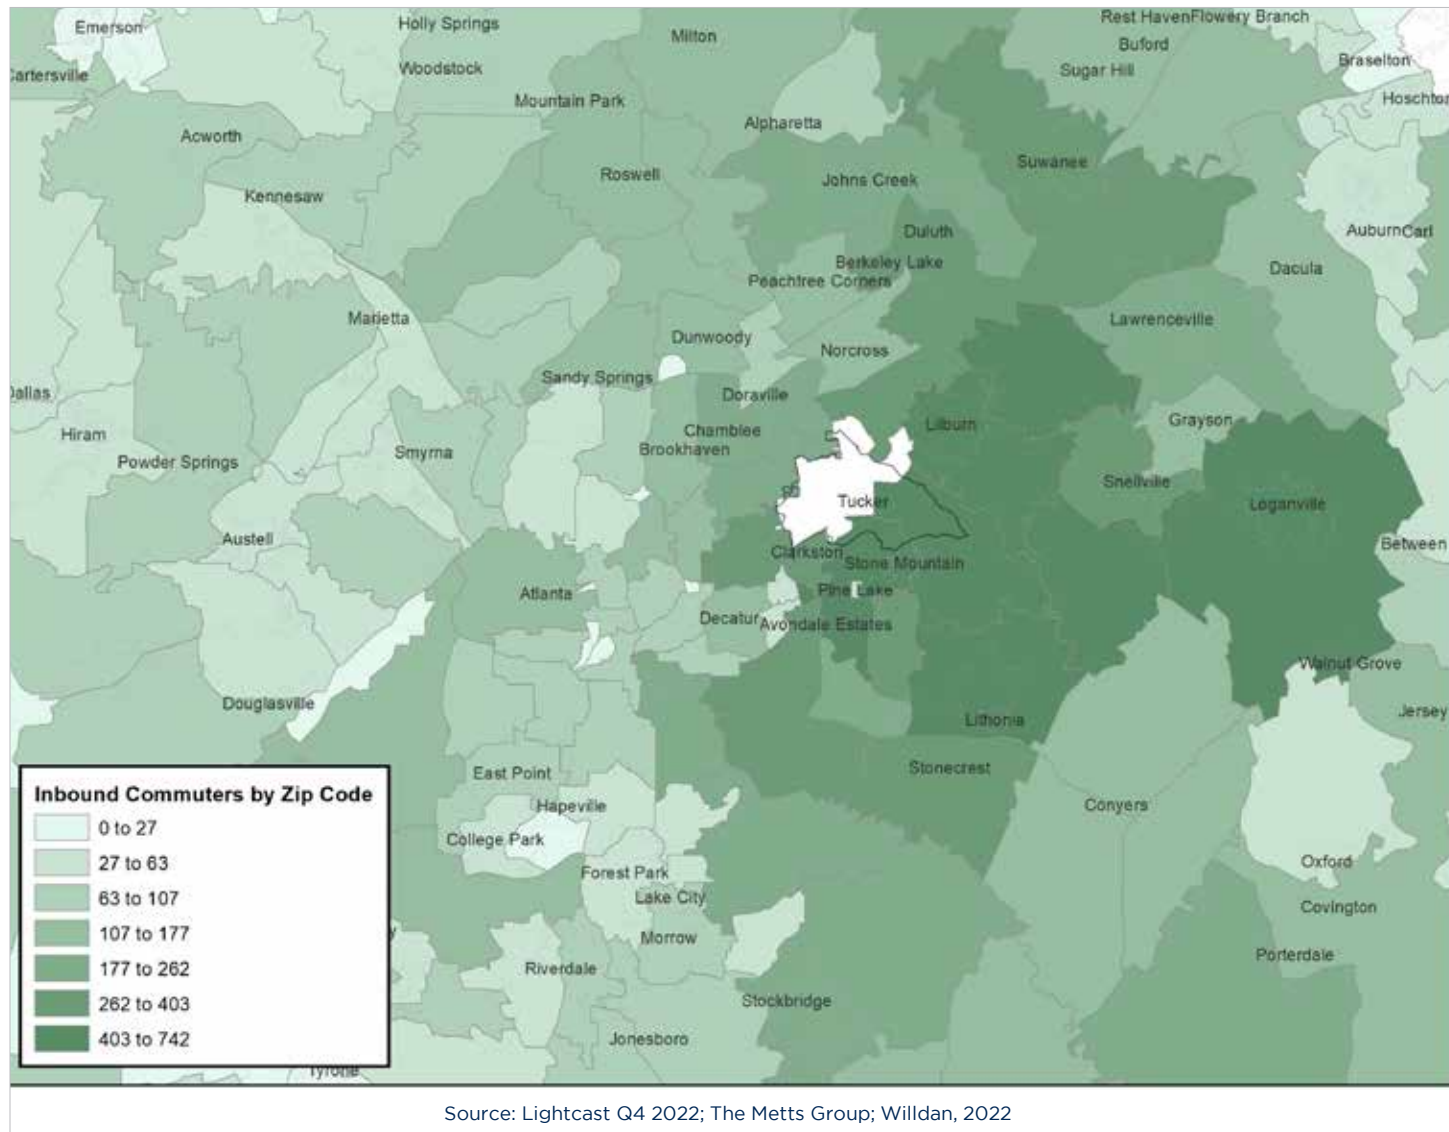 Emerson
Holly Springs
Milton
Rest Haven
Flowery Branch
Buford
Braselton
Cartersville
Woodstock
Sugar Hill
Hoschton
Mountain Park
Alpharetta
Acworth
Suwanee
Roswell
Johns Creek
Kennesaw
Duluth
Auburn
Carl
Berkeley Lake
Dacula
Peachtree Corners
Marietta
Lawrenceville
Dunwoody
Norcross
Sandy Springs
Dallas
Doraville
Grayson
Hiram
Chamblee
Lilburn
Brookhaven
Smyrna
Powder Springs
Snellville
Tucker
Loganville
Austell
Between
Clarkston
Stone Mountain
Atlanta
Pine Lake
Decatur
Avondale Estates
Walnut Grove
Douglasville
Lithonia
Jersey
East Point
Stonecrest
Hapeville
Conyers
College Park
Forest Park
Oxford
Lake City
Covington
Morrow
Riverdale
Porterdale
Stockbridge
Jonesboro
Tyrone
Inbound Commuters by Zip Code
0 to 27
27 to 63
63 to 107
107 to 177
177 to 262
262 to 403
403 to 742
Source: Lightcast Q4 2022; The Metts Group; Willdan, 2022